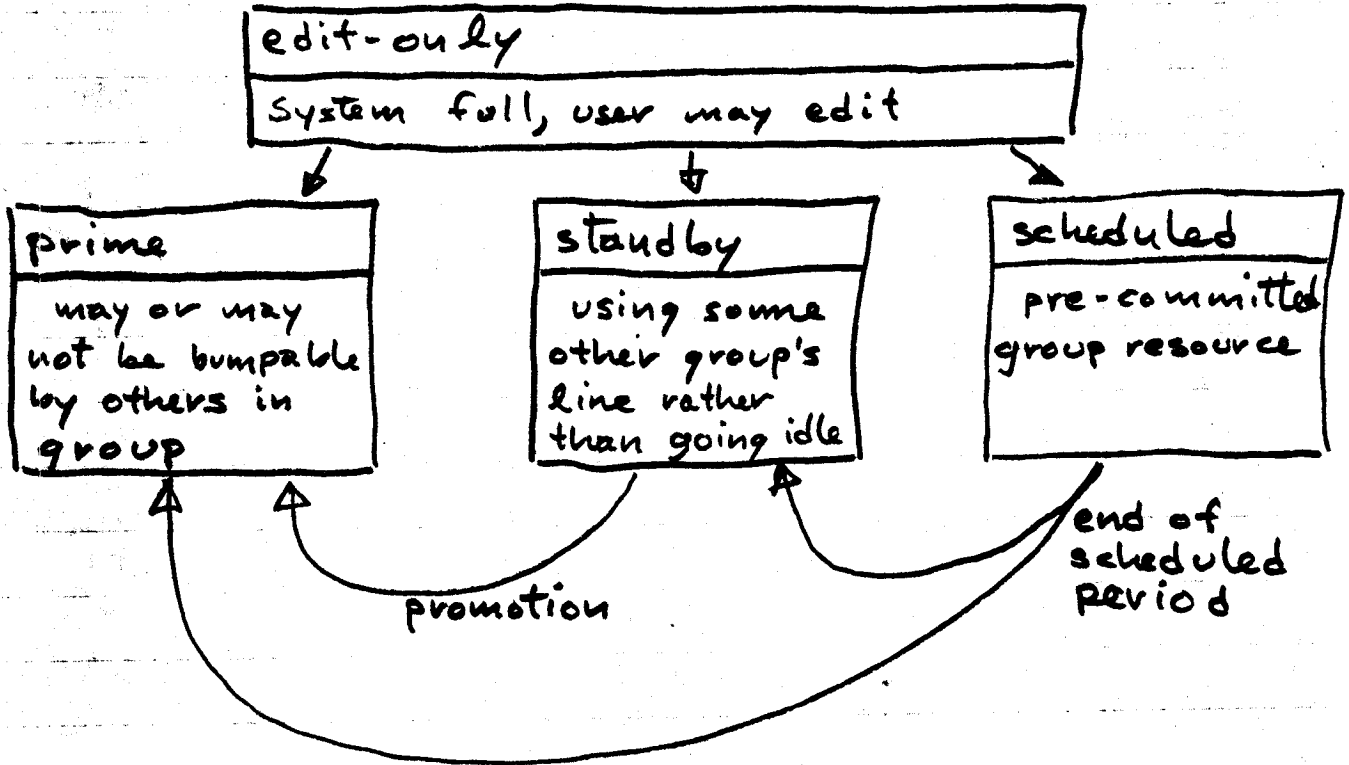 edit-only
System full, user may edit
prime
may or may
not be bumpable
by others in
group
standby
using some
other group's
line rather
than going idle
scheduled
pre-committed
group resource
promotion
end of
scheduled
period